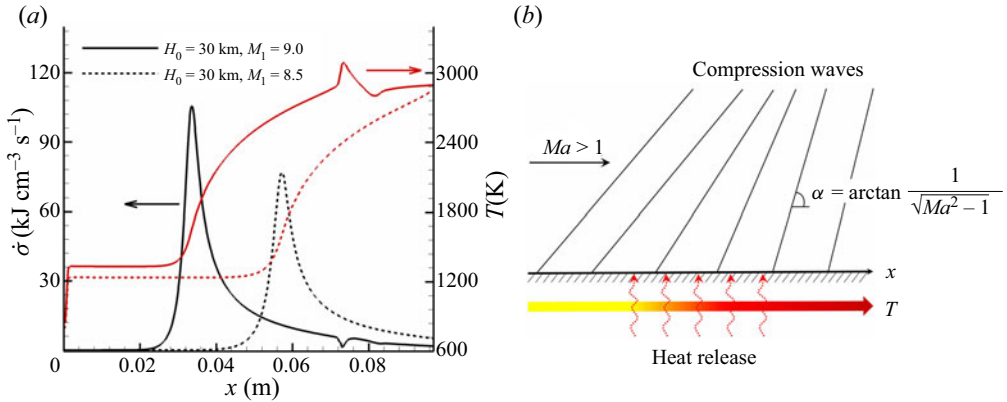 (a)
H₀ = 30 km, M₁ = 9.0
H₀ = 30 km, M₁ = 8.5
120
90
60
30
σ̇ (kJ cm⁻³ s⁻¹)
3000
2400
1800
1200
600
T(K)
0 0.02 0.04 0.06 0.08
x (m)
(b)
Compression waves
Ma > 1
α = arctan 1/√(Ma² − 1)
x
T
Heat release